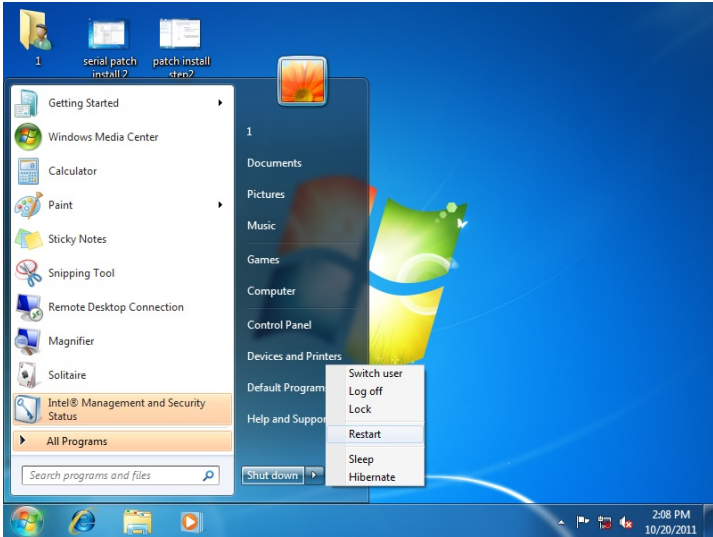 1
serial patch
install 2
patch install
step2
Getting Started
Windows Media Center
Calculator
Paint
Sticky Notes
Snipping Tool
Remote Desktop Connection
Magnifier
Solitaire
Intel® Management and Security
Status
All Programs
Search programs and files
1
Documents
Pictures
Music
Games
Computer
Control Panel
Devices and Printers
Default Program
Help and Suppor
Shut down
Switch user
Log off
Lock
Restart
Sleep
Hibernate
2:08 PM
10/20/2011